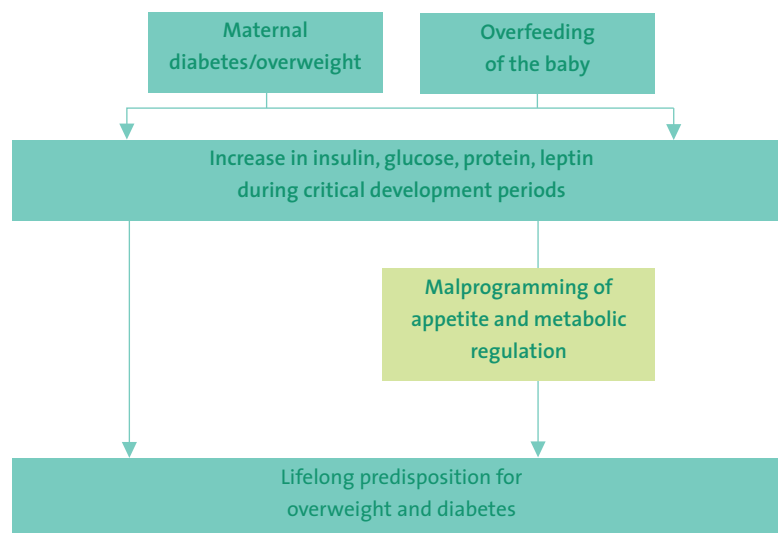 Maternal
diabetes/overweight
Overfeeding
of the baby
Increase in insulin, glucose, protein, leptin
during critical development periods
Malprogramming of
appetite and metabolic
regulation
Lifelong predisposition for
overweight and diabetes